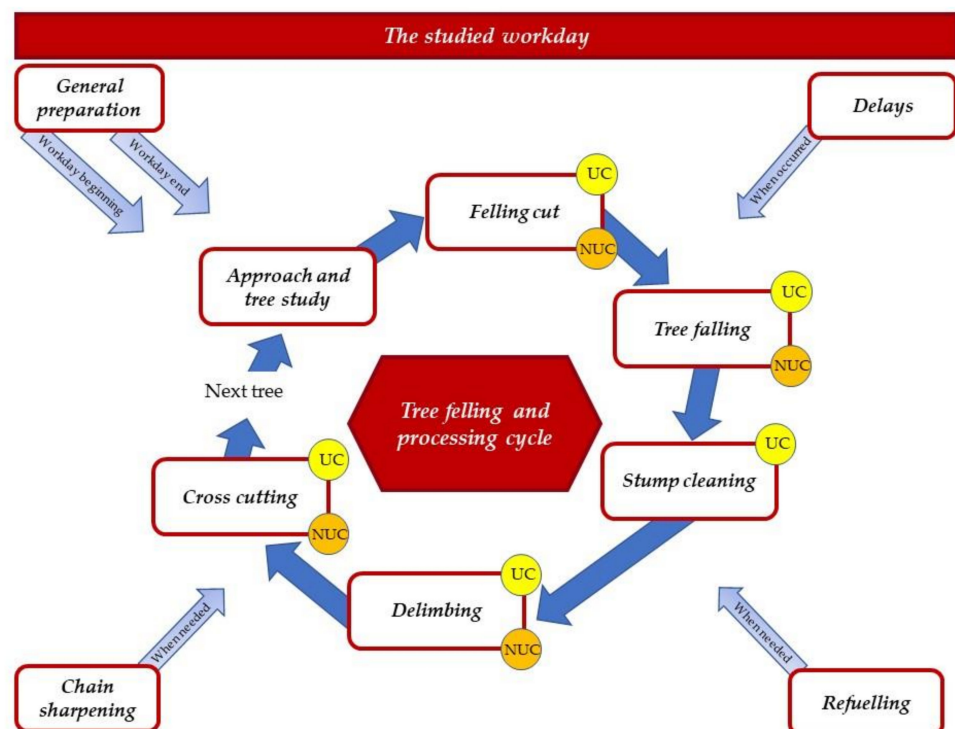 The studied workday
General
preparation
Delays
Workday beginning
Workday end
When occurred
UC
Felling cut
NUC
Approach and
tree study
UC
Tree falling
NUC
Next tree
Tree felling and
processing cycle
UC
Cross cutting
NUC
UC
Stump cleaning
UC
Delimbing
NUC
When needed
When needed
Chain
sharpening
Refuelling